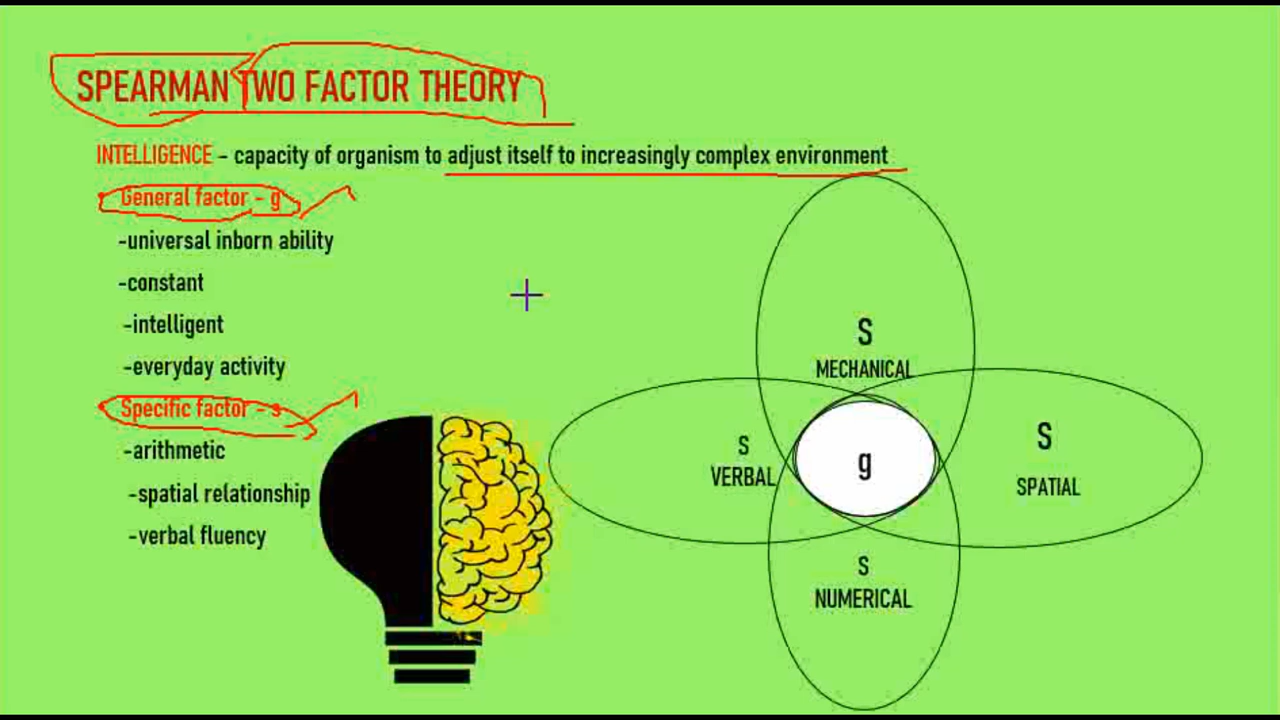 SPEARMAN TWO FACTOR THEORY
INTELLIGENCE - capacity of organism to adjust itself to increasingly complex environment
General factor - g
-universal inborn ability
-constant
-intelligent
-everyday activity
Specific factor - s
-arithmetic
-spatial relationship
-verbal fluency
S
MECHANICAL
S
VERBAL
g
S
SPATIAL
S
NUMERICAL